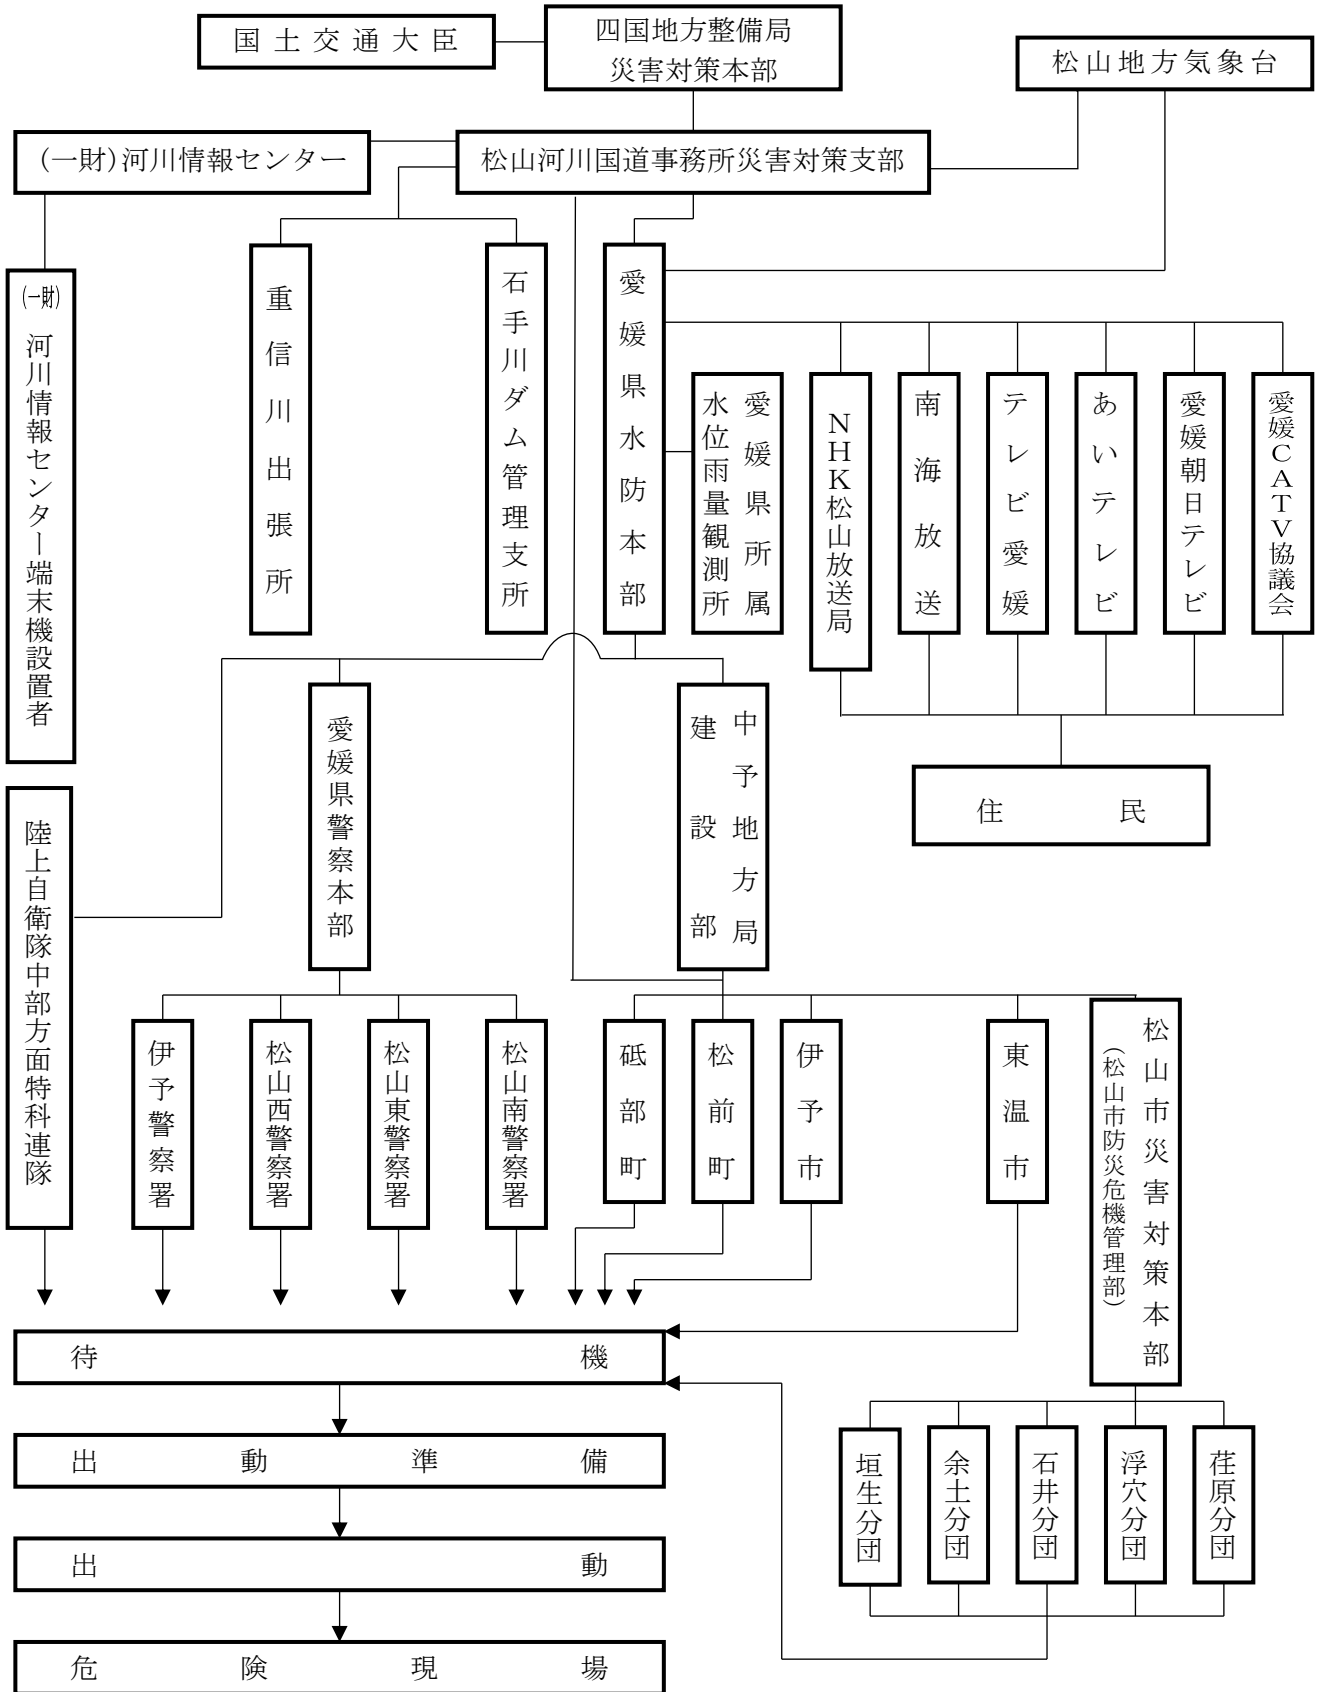 国土交通大臣
四国地方整備局
災害対策本部
松山地方気象台
(一財)河川情報センター
松山河川国道事務所災害対策支部
(一財)河川情報センター端末機設置者
重信川出張所
石手川ダム管理支所
愛媛県水防本部
愛媛県所属
水位雨量観測所
NHK松山放送局
南海放送
テレビ愛媛
あいテレビ
愛媛朝日テレビ
愛媛CATV協議会
住民
陸上自衛隊中部方面特科連隊
愛媛県警察本部
中予地方局
建設部
伊予警察署
松山西警察署
松山東警察署
松山南警察署
砥部町
松前町
伊予市
東温市
松山市災害対策本部
(松山市防災危機管理部)
待機
出動準備
出動
危険現場
垣生分団
余土分団
石井分団
浮穴分団
荏原分団